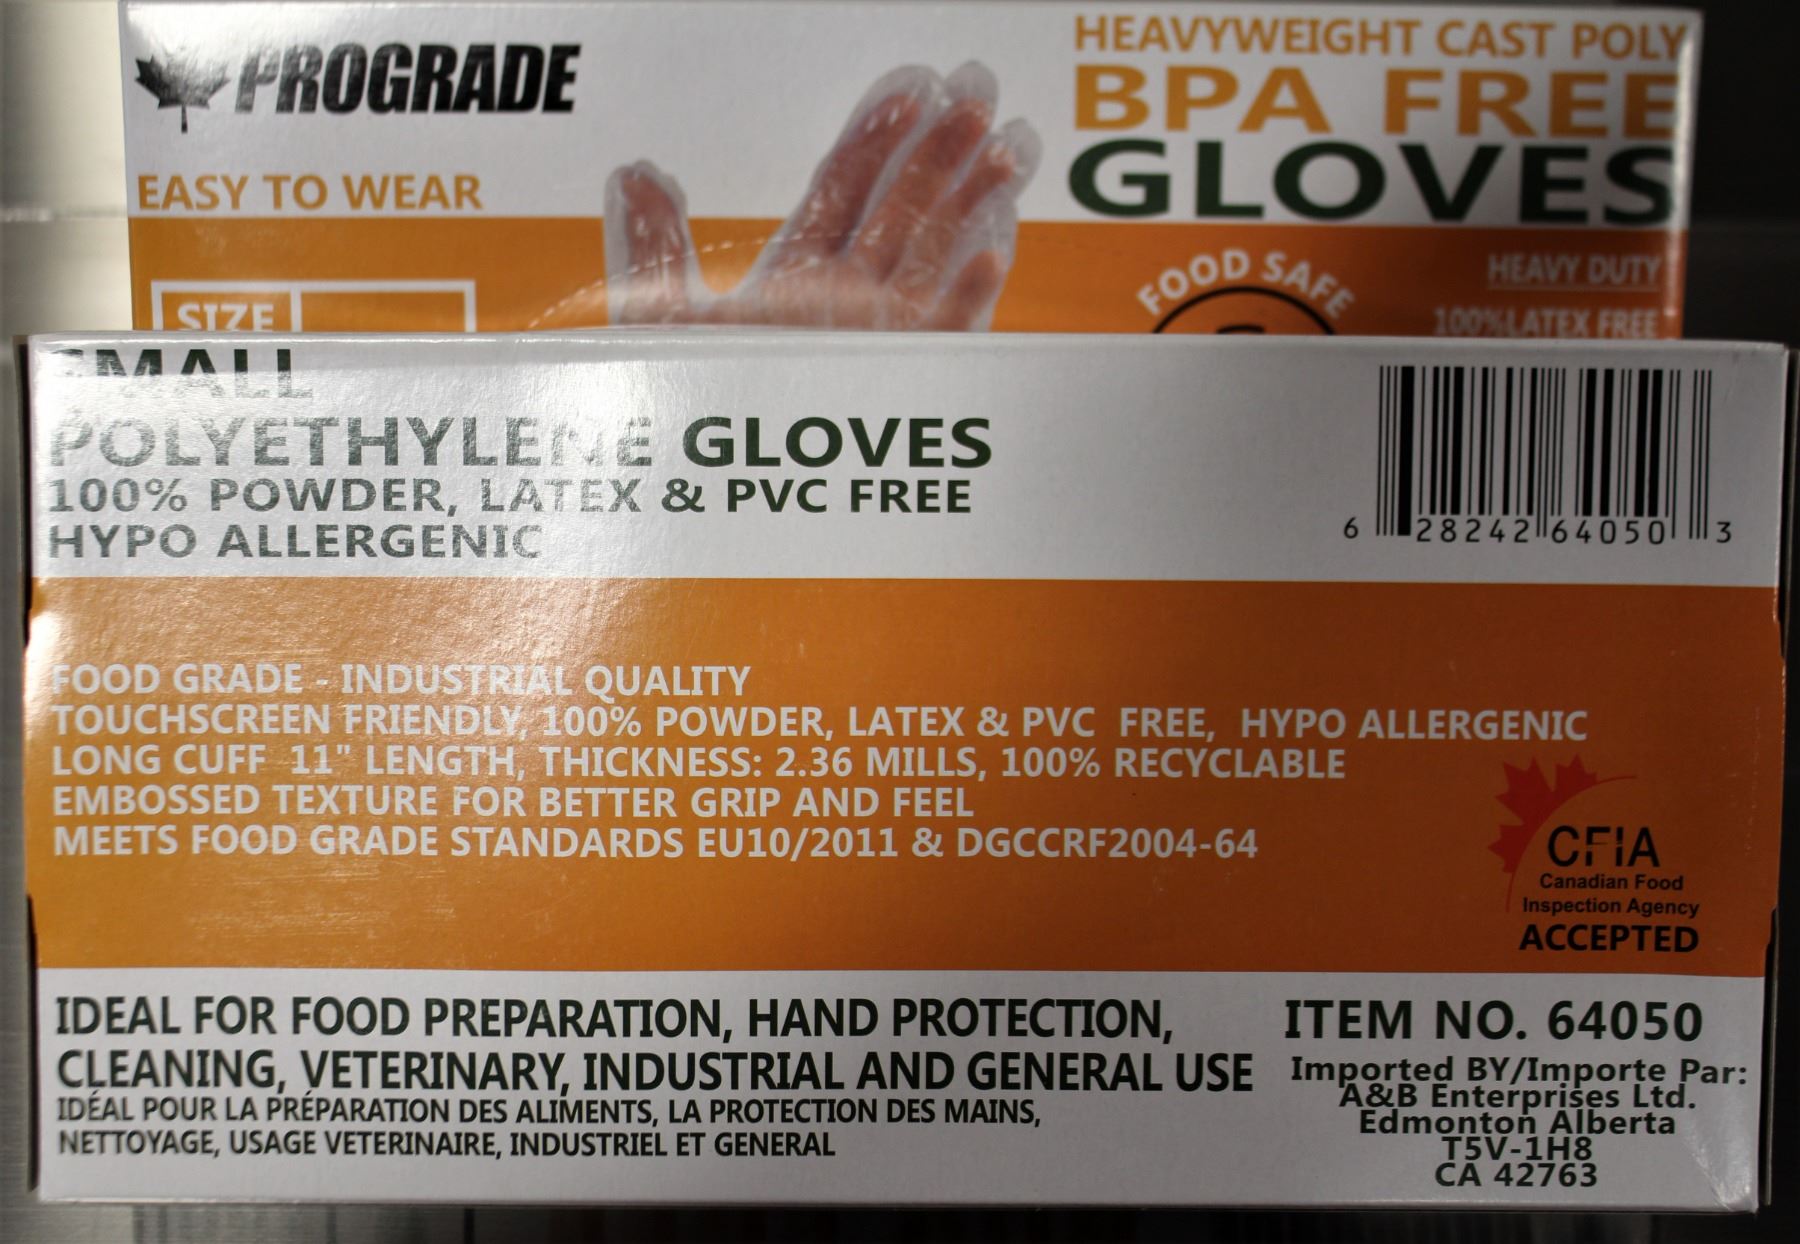 PROGRADE
EASY TO WEAR
SIZE
HEAVYWEIGHT CAST POLY
BPA FREE
GLOVES
FOOD SAFE
HEAVY DUTY
100%LATEX FREE
SMALL
POLYETHYLENE GLOVES
100% POWDER, LATEX & PVC FREE
HYPO ALLERGENIC
6 28242 64050 3
FOOD GRADE - INDUSTRIAL QUALITY
TOUCHSCREEN FRIENDLY, 100% POWDER, LATEX & PVC FREE, HYPO ALLERGENIC
LONG CUFF 11" LENGTH, THICKNESS: 2.36 MILLS, 100% RECYCLABLE
EMBOSSED TEXTURE FOR BETTER GRIP AND FEEL
MEETS FOOD GRADE STANDARDS EU10/2011 & DGCCRF2004-64
CFIA
Canadian Food
Inspection Agency
ACCEPTED
IDEAL FOR FOOD PREPARATION, HAND PROTECTION,
CLEANING, VETERINARY, INDUSTRIAL AND GENERAL USE
IDÉAL POUR LA PRÉPARATION DES ALIMENTS, LA PROTECTION DES MAINS,
NETTOYAGE, USAGE VETERINAIRE, INDUSTRIEL ET GENERAL
ITEM NO. 64050
Imported BY/Importe Par:
A&B Enterprises Ltd.
Edmonton Alberta
T5V-1H8
CA 42763